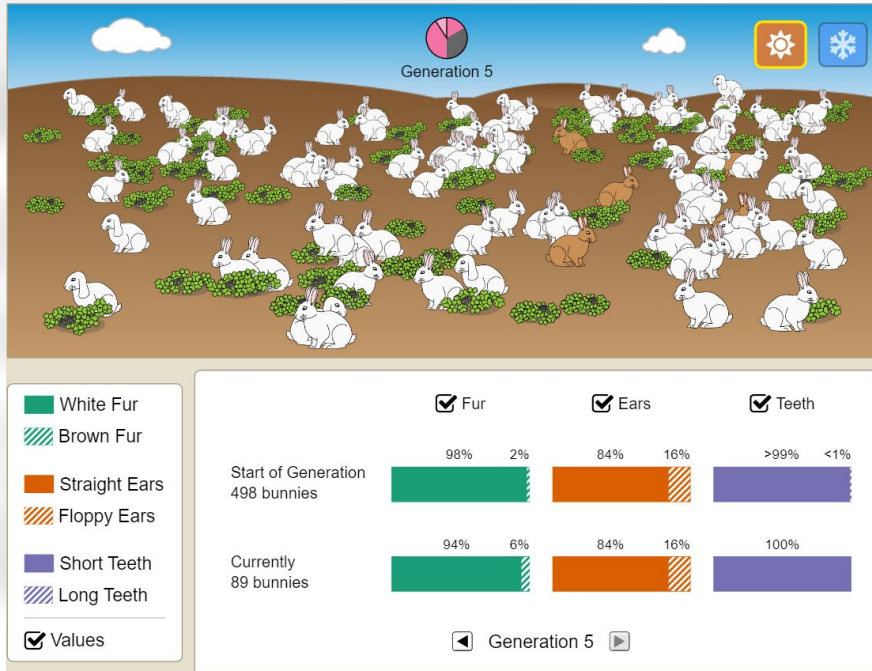 Generation 5
White Fur
Brown Fur
Straight Ears
Floppy Ears
Short Teeth
Long Teeth
Values
Fur Ears Teeth
98% 2% 84% 16% >99% <1%
Start of Generation
498 bunnies
94% 6% 84% 16% 100%
Currently
89 bunnies
Generation 5